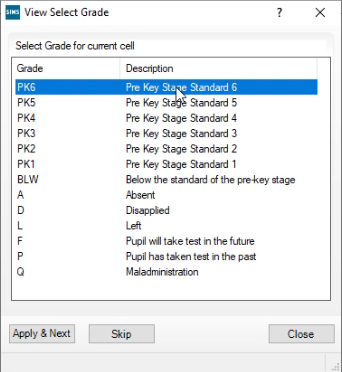 SIMS View Select Grade ? ×
Select Grade for current cell
Grade Description
PK6 Pre Key Stage Standard 6
PK5 Pre Key Stage Standard 5
PK4 Pre Key Stage Standard 4
PK3 Pre Key Stage Standard 3
PK2 Pre Key Stage Standard 2
PK1 Pre Key Stage Standard 1
BLW Below the standard of the pre-key stage
A Absent
D Disapplied
L Left
F Pupil will take test in the future
P Pupil has taken test in the past
Q Maladministration
Apply & Next Skip Close